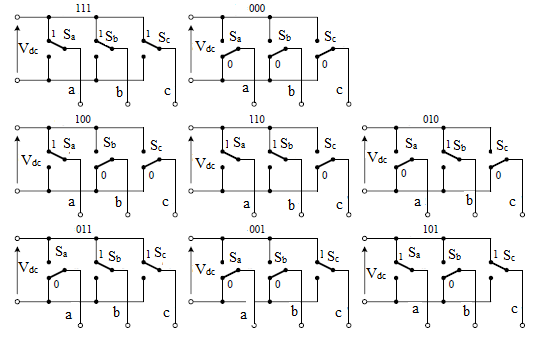 111 000
1 Sa 1 Sb 1 Sc Sa Sb Sc
Vdc Vdc
0 0 0
a b c a b c
100 110 010
1 Sa Sb Sc 1 Sa 1 Sb Sc Sa 1 Sb Sc
Vdc Vdc Vdc
0 0 0 0 0
a b c a b c a b c
011 001 101
Sa 1 Sb 1 Sc Sa Sb 1 Sc 1 Sa Sb 1 Sc
Vdc Vdc Vdc
0 0 0 0
a b c a b c a b c